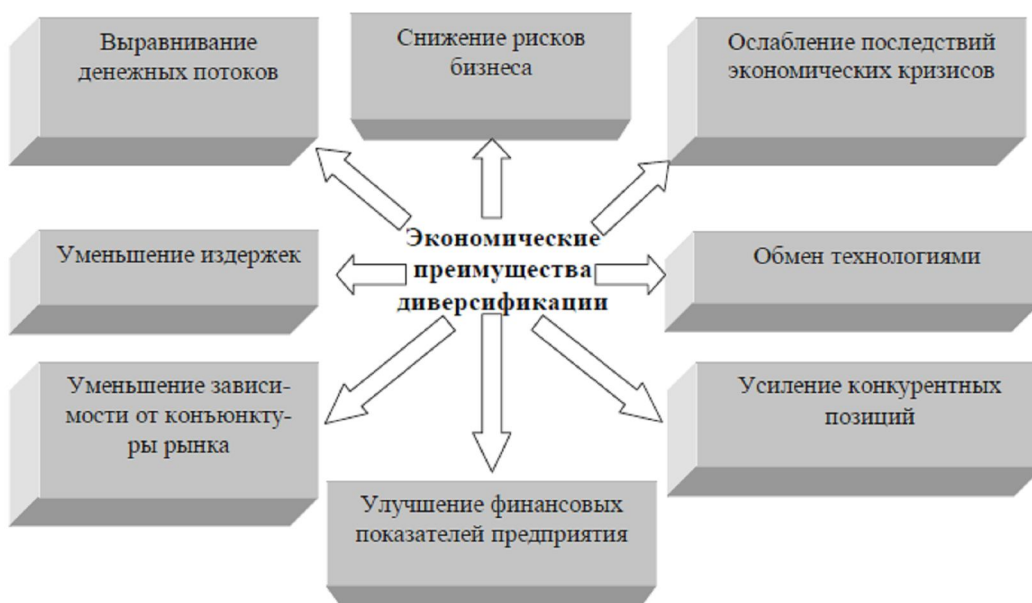 Выравнивание
денежных потоков
Снижение рисков
бизнеса
Ослабление последствий
экономических кризисов
Экономические
преимущества
диверсификации
Уменьшение издержек
Обмен технологиями
Уменьшение зависи-
мости от конъюнкту-
ры рынка
Усиление конкурентных
позиций
Улучшение финансовых
показателей предприятия